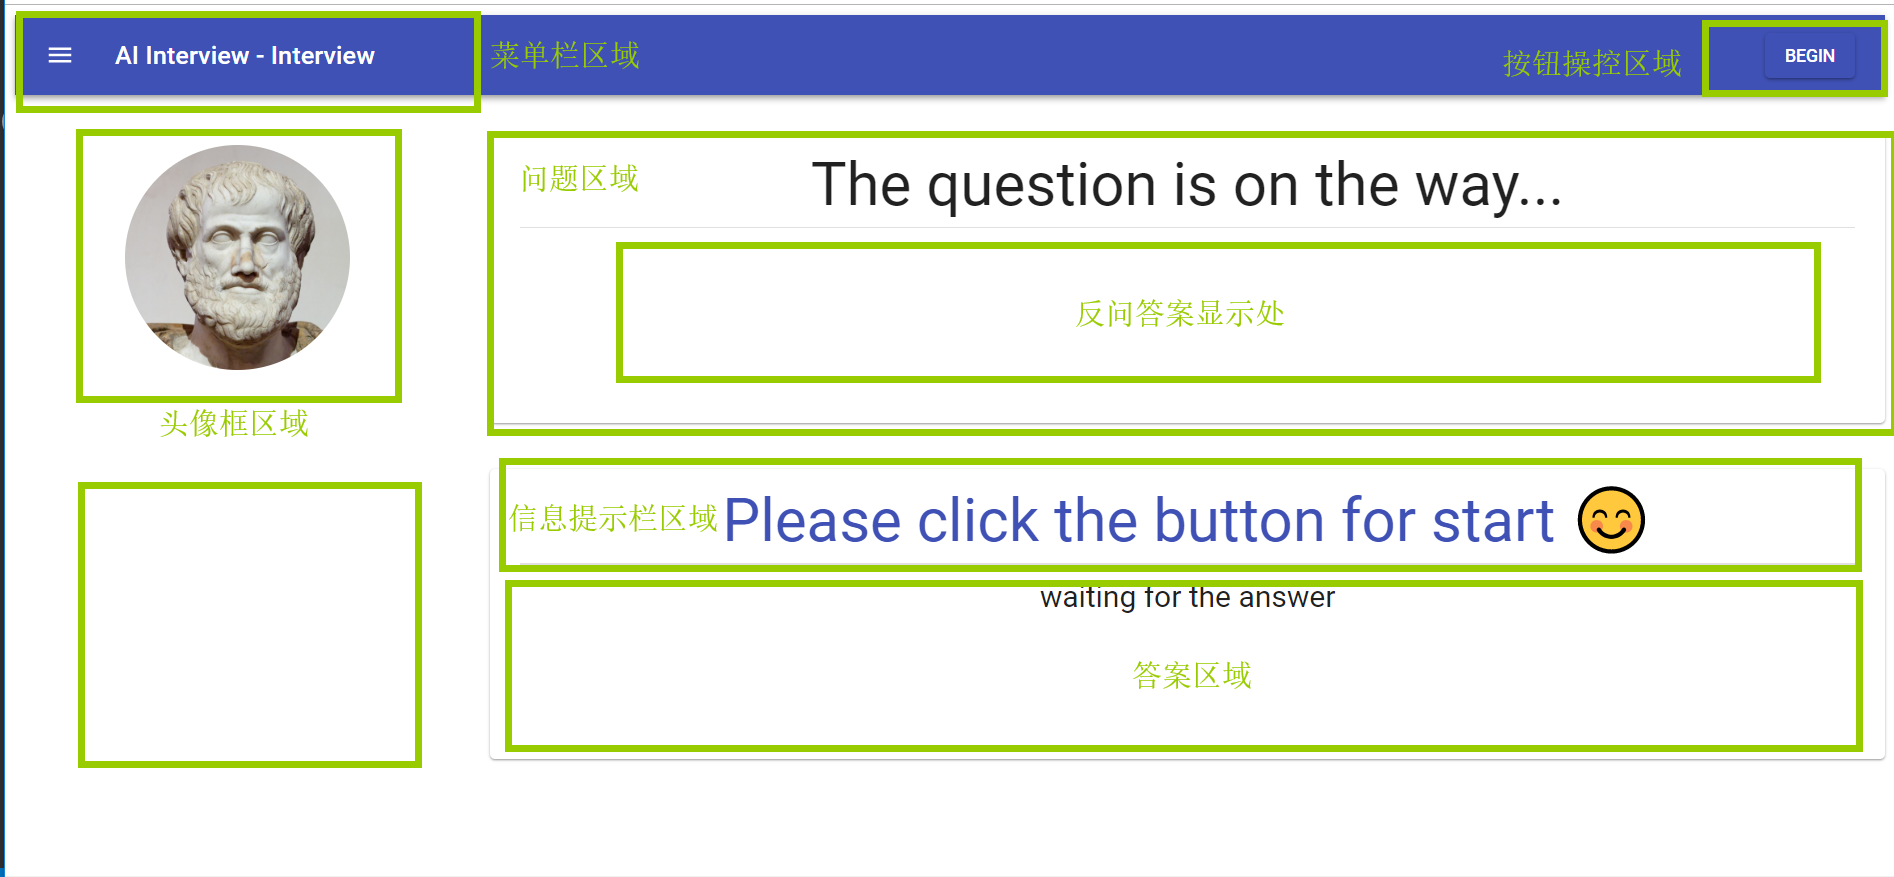 AI Interview - Interview
菜单栏区域
按钮操控区域
BEGIN
问题区域
The question is on the way...
反问答案显示处
头像框区域
信息提示栏区域
Please click the button for start 😊
waiting for the answer
答案区域